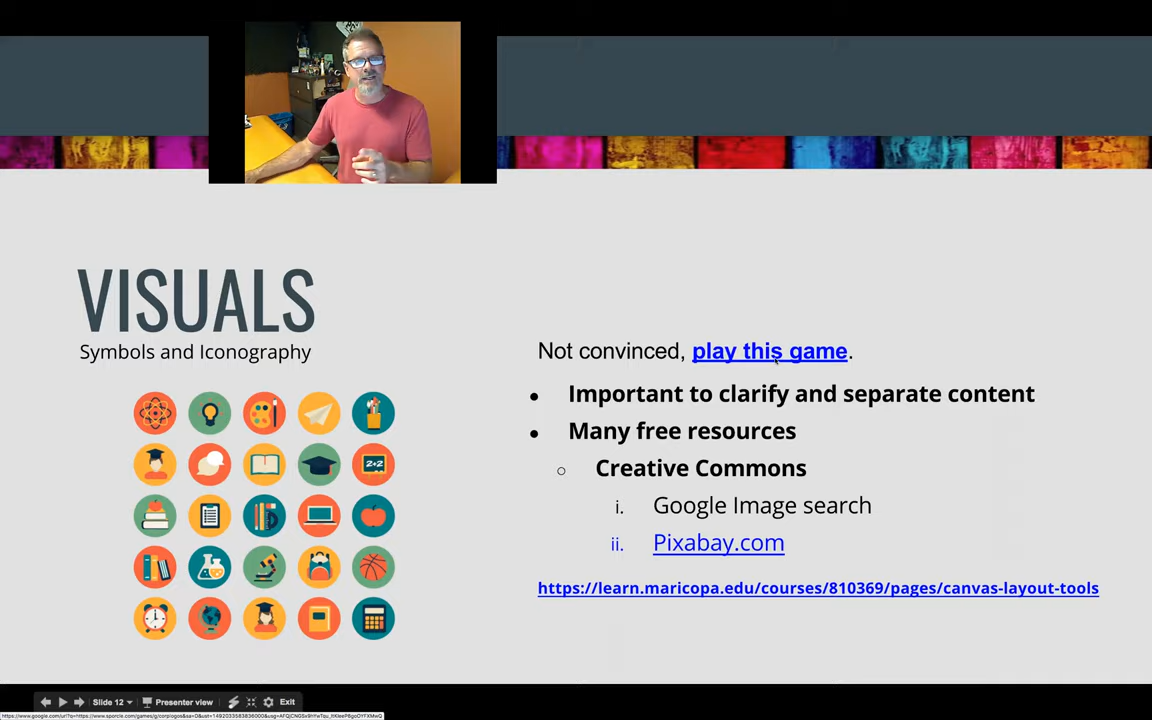 VISUALS
Symbols and Iconography
2+2
Not convinced, play this game.
Important to clarify and separate content
Many free resources
Creative Commons
i. Google Image search
ii. Pixabay.com
https://learn.maricopa.edu/courses/810369/pages/canvas-layout-tools
Slide 12 Presenter view Exit